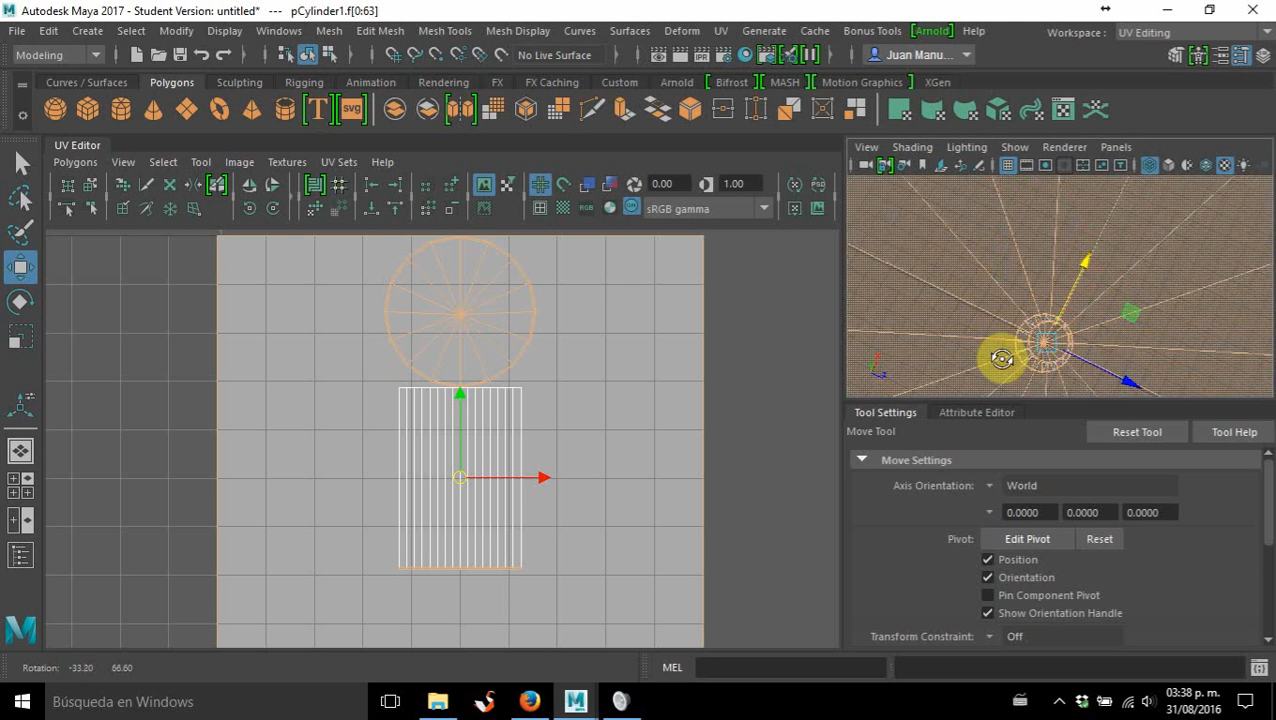 Autodesk Maya 2017 - Student Version: untitled*   ---   pCylinder1.f[0:63]
File Edit Create Select Modify Display Windows Mesh Edit Mesh Mesh Tools Mesh Display Curves Surfaces Deform UV Generate Cache Bonus Tools [Arnold] Help Workspace : UV Editing
Modeling No Live Surface Juan Manu...
Curves / Surfaces Polygons Sculpting Rigging Animation Rendering FX FX Caching Custom Arnold Bifrost MASH Motion Graphics XGen
T svg
UV Editor
Polygons View Select Tool Image Textures UV Sets Help
View Shading Lighting Show Renderer Panels
0.00 1.00 PSD
RGB sRGB gamma
Tool Settings Attribute Editor
Move Tool Reset Tool Tool Help
Move Settings
Axis Orientation: World
0.0000 0.0000 0.0000
Pivot: Edit Pivot Reset
Position
Orientation
Pin Component Pivot
Show Orientation Handle
Transform Constraint: Off
Rotation: -33.20 66.60 MEL
Búsqueda en Windows
03:38 p. m.
31/08/2016